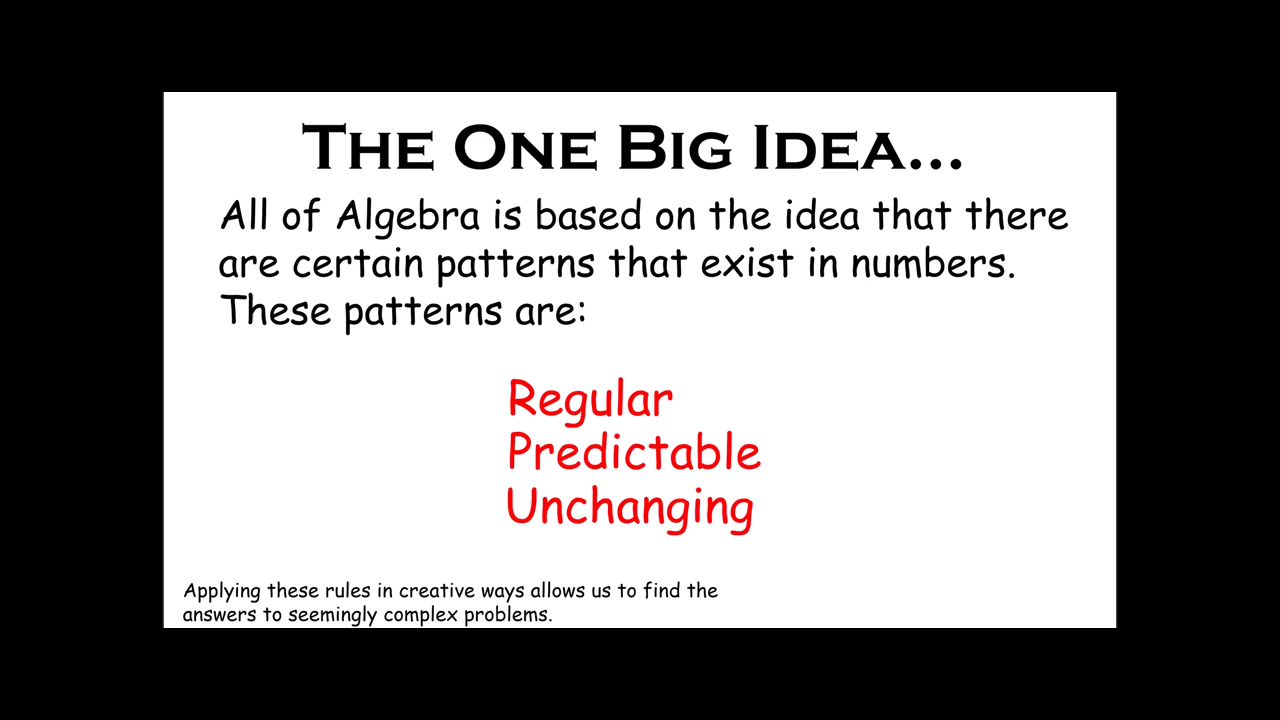 THE ONE BIG IDEA...
All of Algebra is based on the idea that there
are certain patterns that exist in numbers.
These patterns are:
Regular
Predictable
Unchanging
Applying these rules in creative ways allows us to find the
answers to seemingly complex problems.